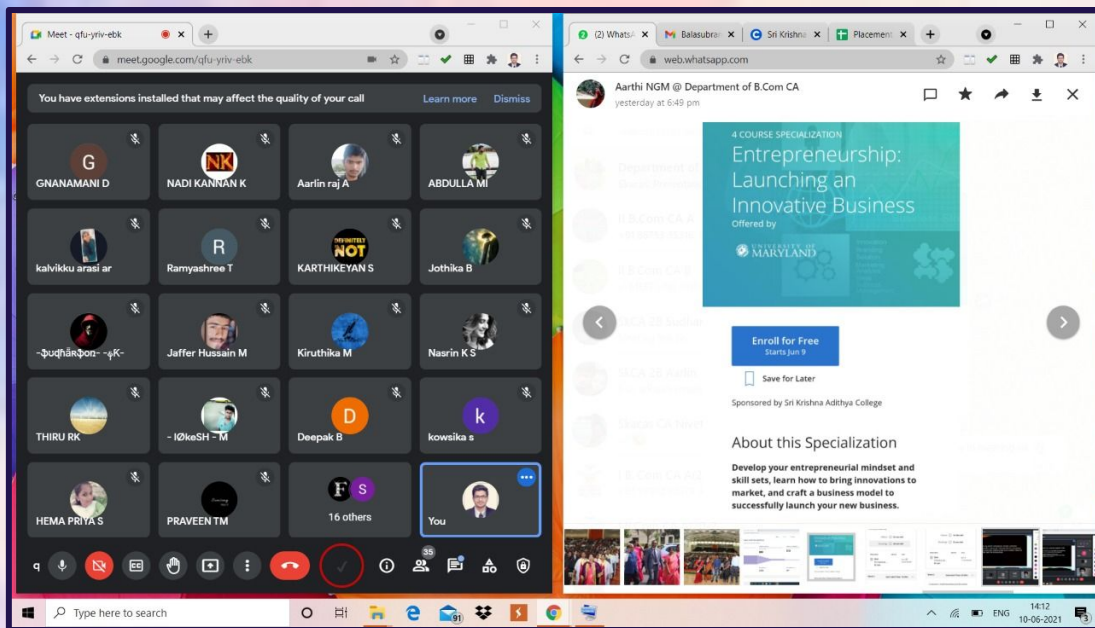 Meet - qfu-yriv-ebk
meet.google.com/qfu-yriv-ebk
You have extensions installed that may affect the quality of your call
Learn more
Dismiss
G
GNANAMANI D
NK
NADI KANNAN K
Aarlin raj A
ABDULLA MI
kalvikku arasi ar
R
Ramyashree T
DEFINITELY
NOT
KARTHIKEYAN S
Jothika B
Jaffer Hussain M
Kiruthika M
Nasrin K S
THIRU RK
- IØkeSH - M
D
Deepak B
k
kowsika s
HEMA PRIYA S
PRAVEEN TM
F S
16 others
You
q
CC
35
(2) WhatsA
Balasubra
Sri Krishna
Placement
web.whatsapp.com
Aarthi NGM @ Department of B.Com CA
yesterday at 6:49 pm
4 COURSE SPECIALIZATION
Entrepreneurship:
Launching an
Innovative Business
Offered by
UNIVERSITY OF
MARYLAND
Enroll for Free
Starts Jun 9
Save for Later
Sponsored by Sri Krishna Adithya College
About this Specialization
Develop your entrepreneurial mindset and
skill sets, learn how to bring innovations to
market, and craft a business model to
successfully launch your new business.
Type here to search
91
ENG
14:12
10-06-2021
3